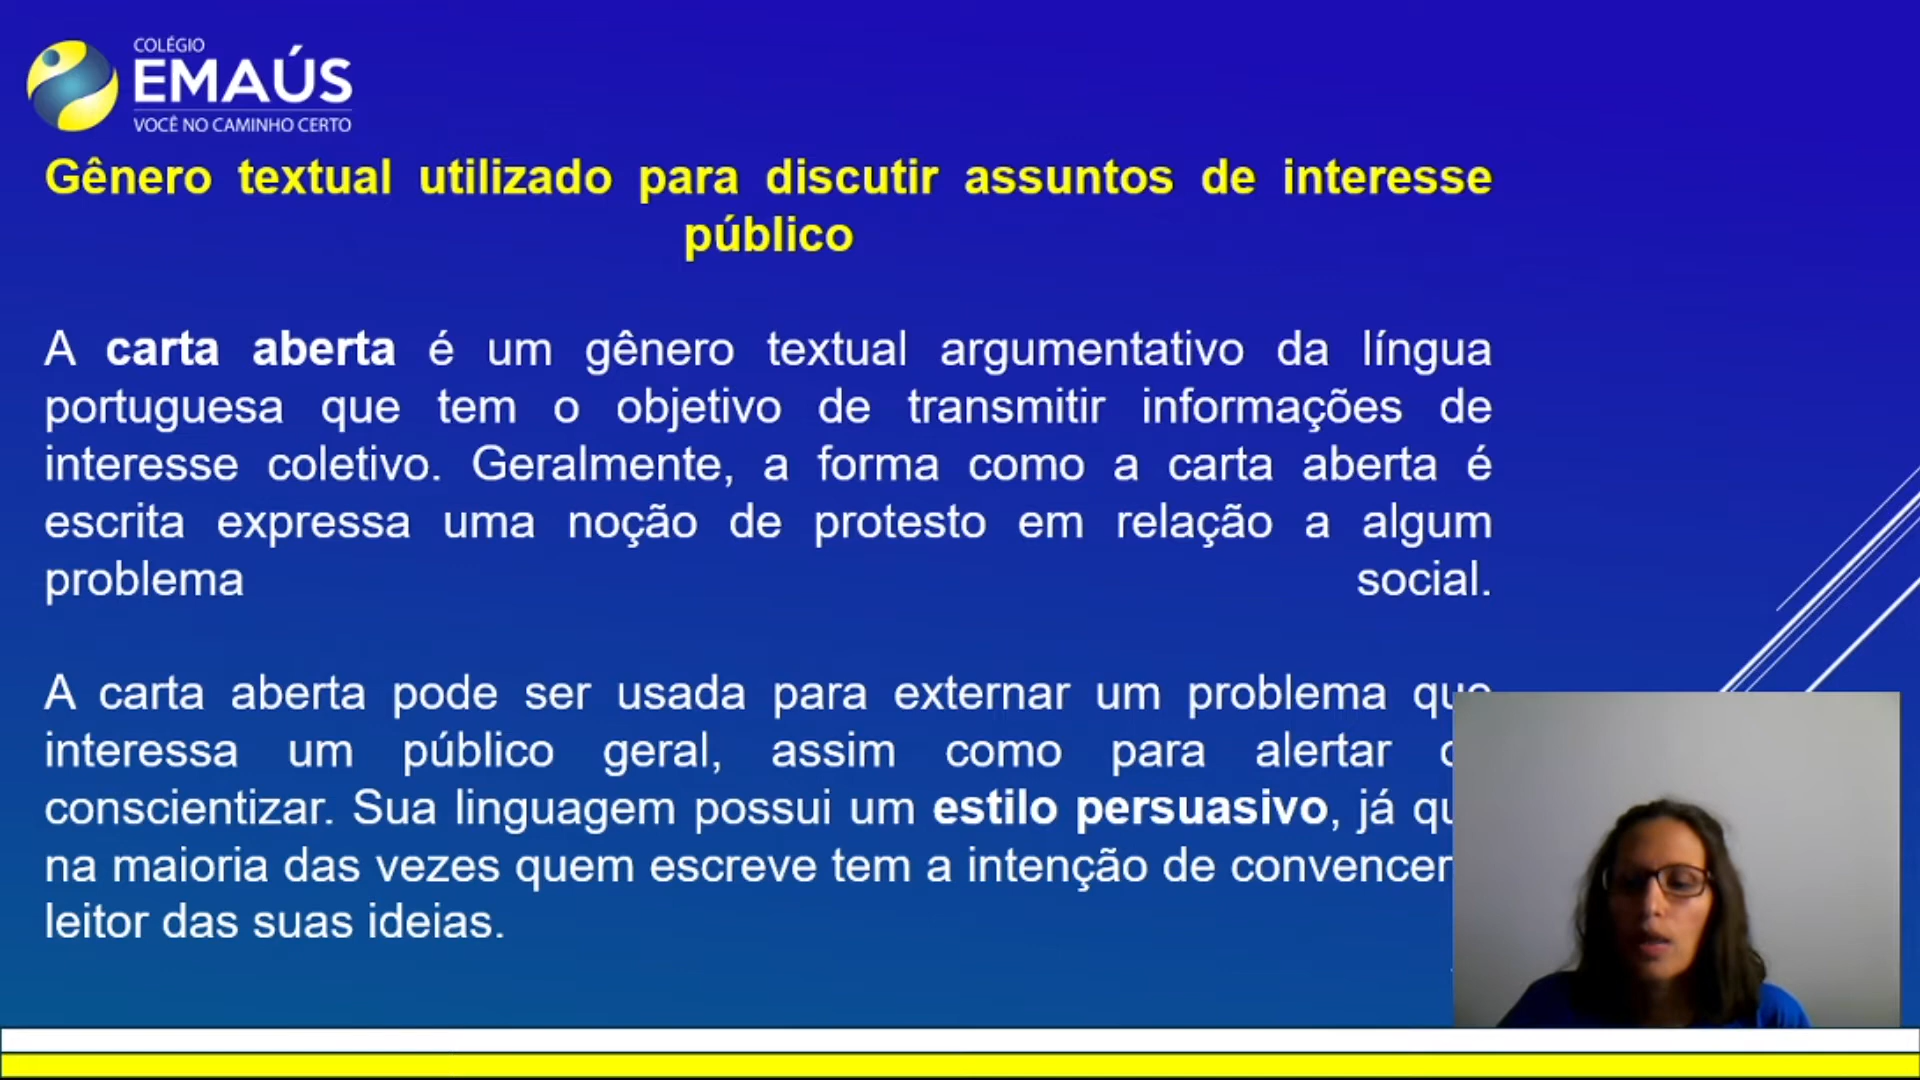 COLÉGIO
EMAÚS
VOCÊ NO CAMINHO CERTO
Gênero textual utilizado para discutir assuntos de interesse
público
A carta aberta é um gênero textual argumentativo da língua
portuguesa que tem o objetivo de transmitir informações de
interesse coletivo. Geralmente, a forma como a carta aberta é
escrita expressa uma noção de protesto em relação a algum
problema social.
A carta aberta pode ser usada para externar um problema que
interessa um público geral, assim como para alertar
conscientizar. Sua linguagem possui um estilo persuasivo, já
na maioria das vezes quem escreve tem a intenção de convencer
leitor das suas ideias.